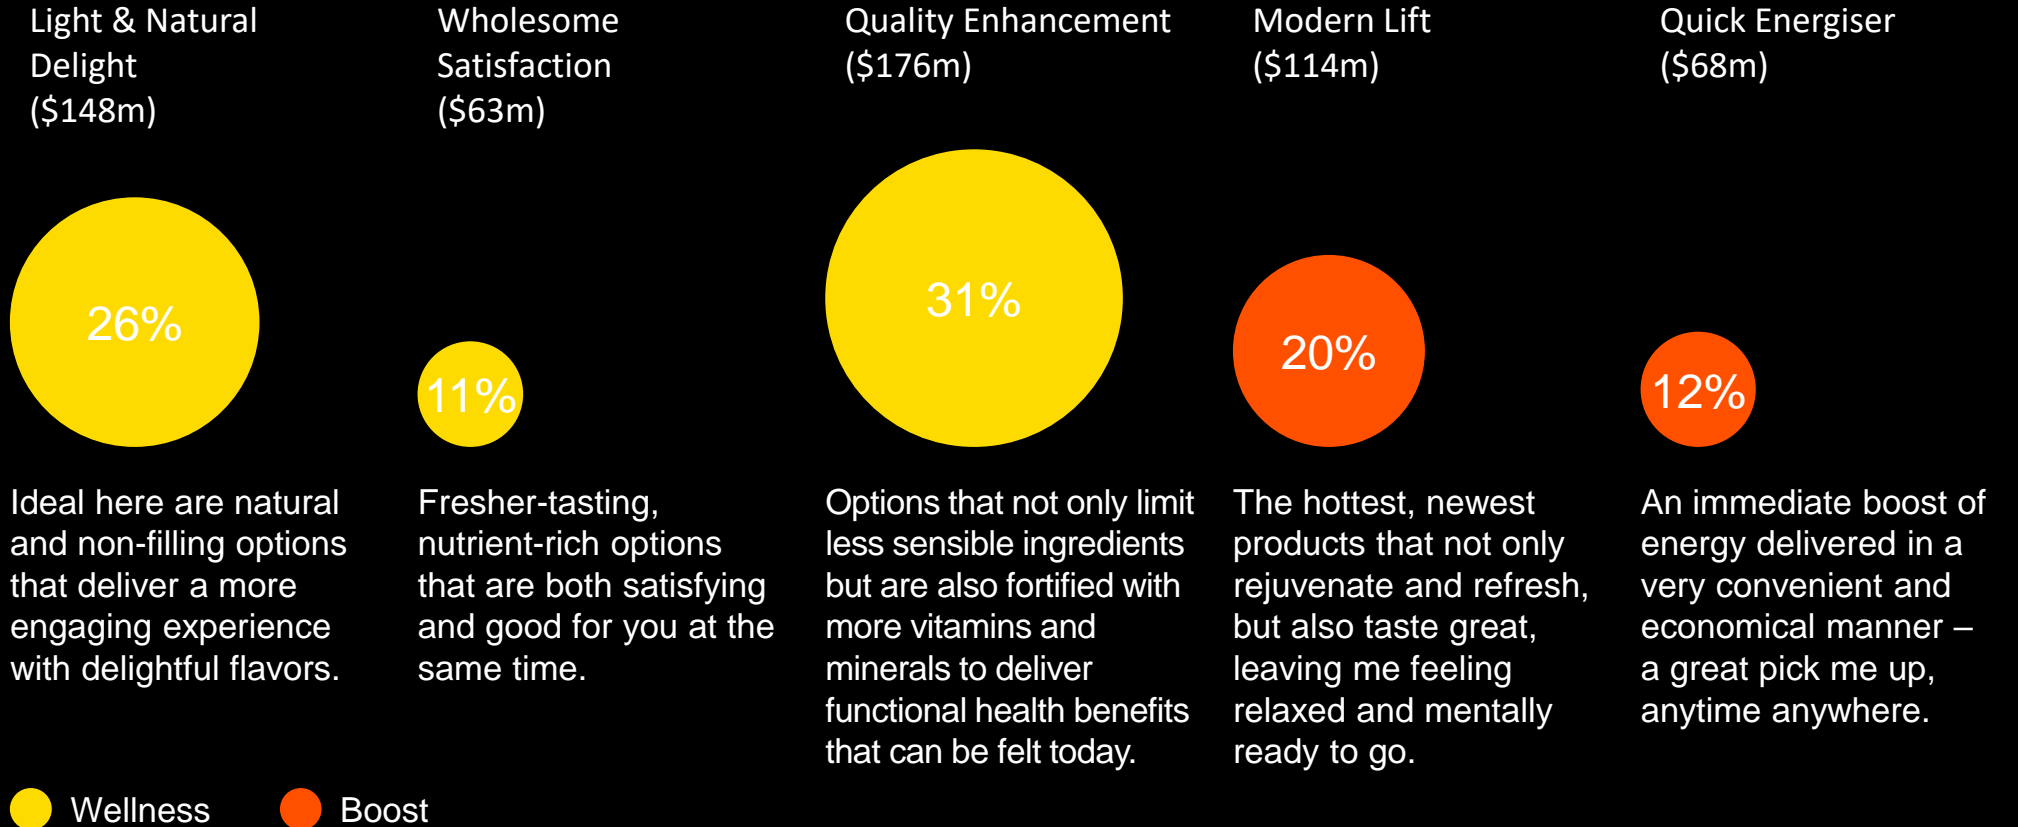 Light & Natural
Delight
($148m)
Wholesome
Satisfaction
($63m)
Quality Enhancement
($176m)
Modern Lift
($114m)
Quick Energiser
($68m)
26%
11%
31%
20%
12%
Ideal here are natural
and non-filling options
that deliver a more
engaging experience
with delightful flavors.
Fresher-tasting,
nutrient-rich options
that are both satisfying
and good for you at the
same time.
Options that not only limit
less sensible ingredients
but are also fortified with
more vitamins and
minerals to deliver
functional health benefits
that can be felt today.
The hottest, newest
products that not only
rejuvenate and refresh,
but also taste great,
leaving me feeling
relaxed and mentally
ready to go.
An immediate boost of
energy delivered in a
very convenient and
economical manner –
a great pick me up,
anytime anywhere.
Wellness
Boost